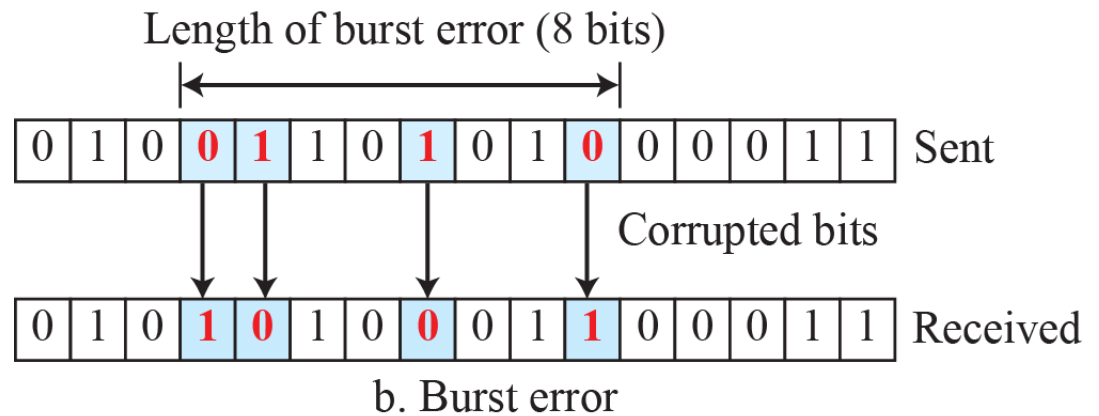 Length of burst error (8 bits)
0 1 0 0 1 1 0 1 0 1 0 0 0 0 1 1 Sent
Corrupted bits
0 1 0 1 0 1 0 0 0 1 1 0 0 0 1 1 Received
b. Burst error